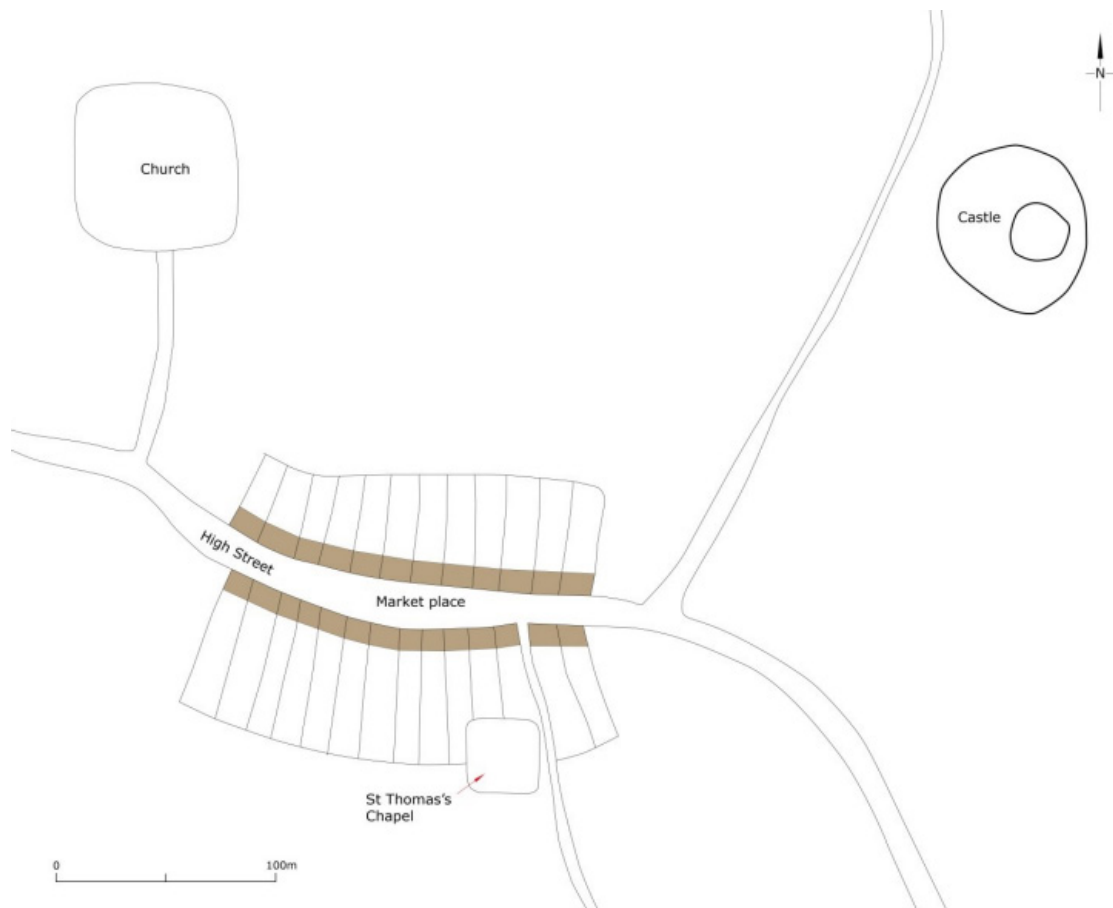 N
Church
Castle
High Street
Market place
St Thomas's
Chapel
0 100m